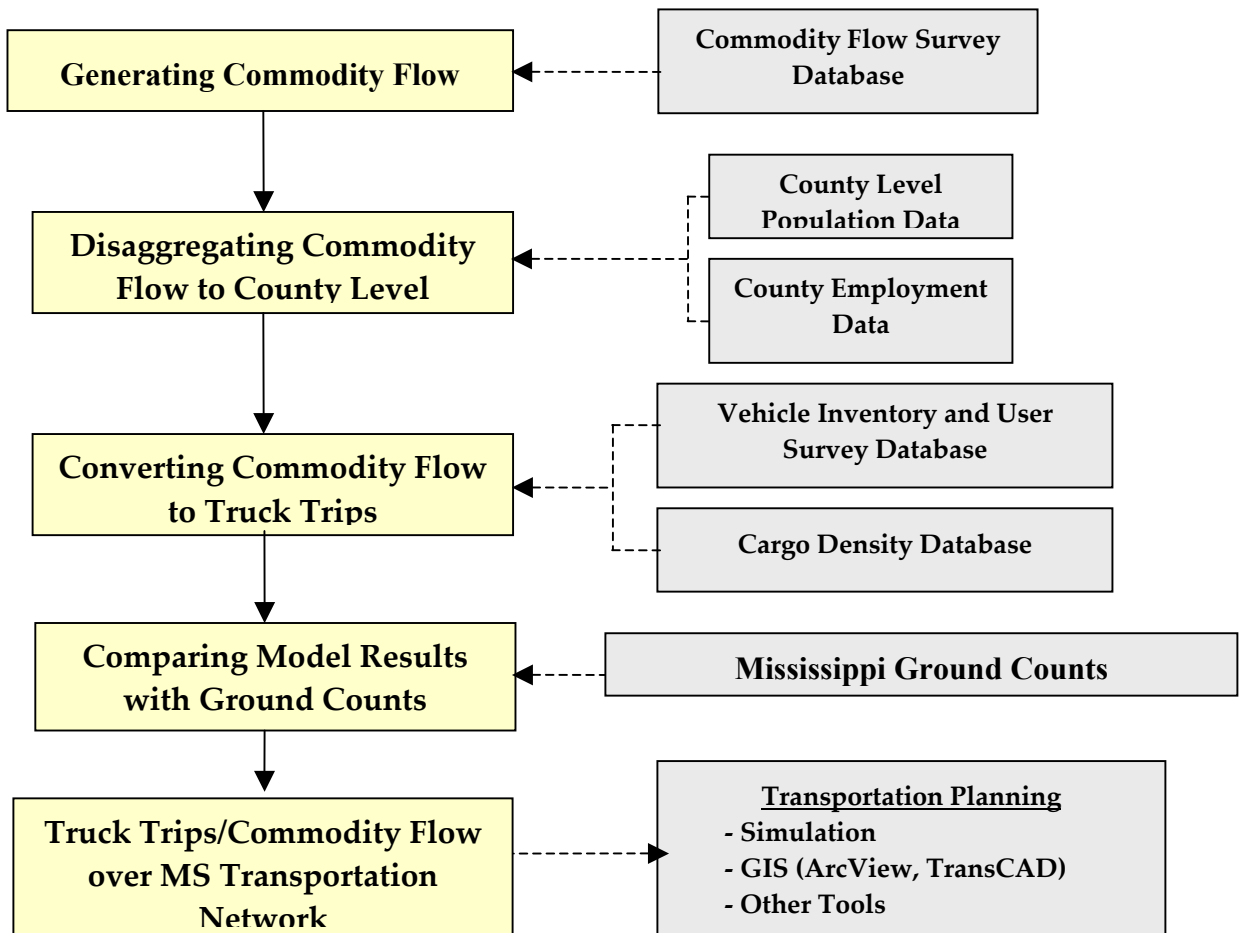 Generating Commodity Flow
Commodity Flow Survey
Database
Disaggregating Commodity
Flow to County Level
County Level
Population Data
County Employment
Data
Converting Commodity Flow
to Truck Trips
Vehicle Inventory and User
Survey Database
Cargo Density Database
Comparing Model Results
with Ground Counts
Mississippi Ground Counts
Truck Trips/Commodity Flow
over MS Transportation
Network
Transportation Planning
- Simulation
- GIS (ArcView, TransCAD)
- Other Tools